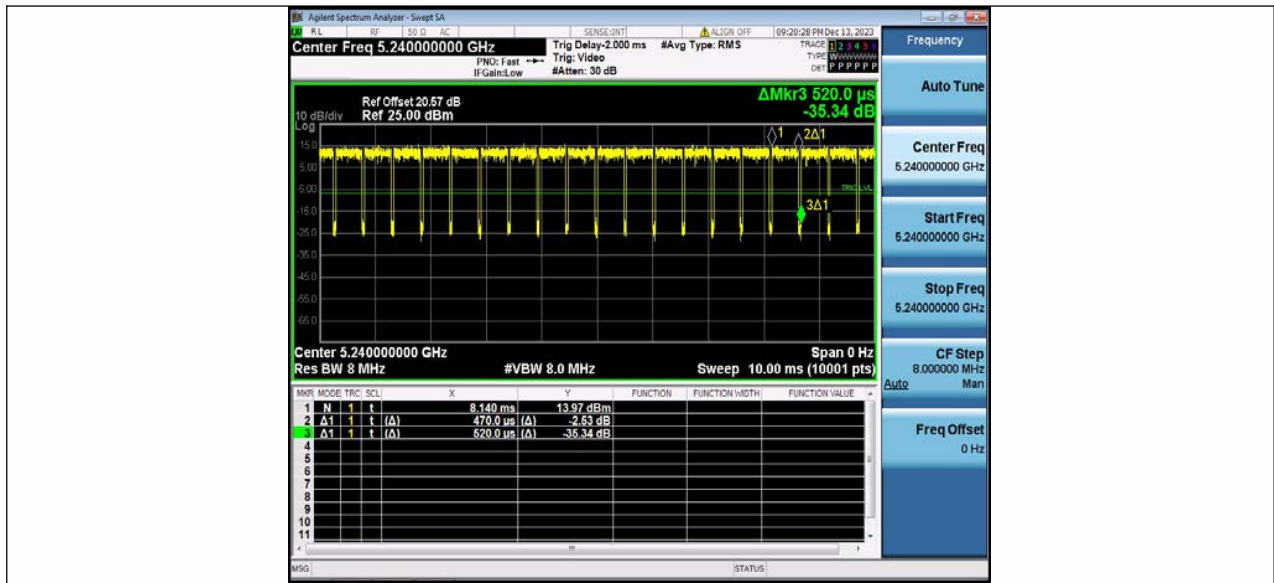 Agilent Spectrum Analyzer - Swept SA
RL RF 50 Ω AC SENSE:INT ALIGN OFF 09:20:28 PM Dec 13, 2023
Center Freq 5.240000000 GHz
PNO: Fast
IFGain:Low
Trig Delay-2.000 ms
Trig: Video
#Atten: 30 dB
#Avg Type: RMS
TRACE 1 2 3 4 5 6
TYPE W
DET P P P P P P
Frequency
Auto Tune
Center Freq
5.240000000 GHz
Start Freq
5.240000000 GHz
Stop Freq
5.240000000 GHz
CF Step
8.000000 MHz
Auto Man
Freq Offset
0 Hz
ΔMkr3 520.0 µs
-35.34 dB
Ref Offset 20.57 dB
10 dB/div Ref 25.00 dBm
Log
15.0
5.00
-5.00
-15.0
-25.0
-35.0
-45.0
-55.0
-65.0
1
2Δ1
TRIG LVL
3Δ1
Center 5.240000000 GHz Span 0 Hz
Res BW 8 MHz #VBW 8.0 MHz Sweep 10.00 ms (10001 pts)
MKR MODE TRC SCL X Y FUNCTION FUNCTION WIDTH FUNCTION VALUE
1 N 1 t 8.140 ms 13.97 dBm
2 Δ1 1 t (Δ) 470.0 µs (Δ) -2.53 dB
3 Δ1 1 t (Δ) 520.0 µs (Δ) -35.34 dB
4
5
6
7
8
9
10
11
MSG STATUS